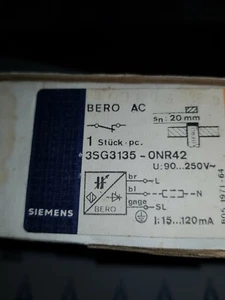 BERO AC
sn: 20 mm
1 Stück-pc.
3SG3135-0NR42
U: 90...250V~
br
L
bl
N
gnge
SL
BERO
SIEMENS
I: 15...120mA